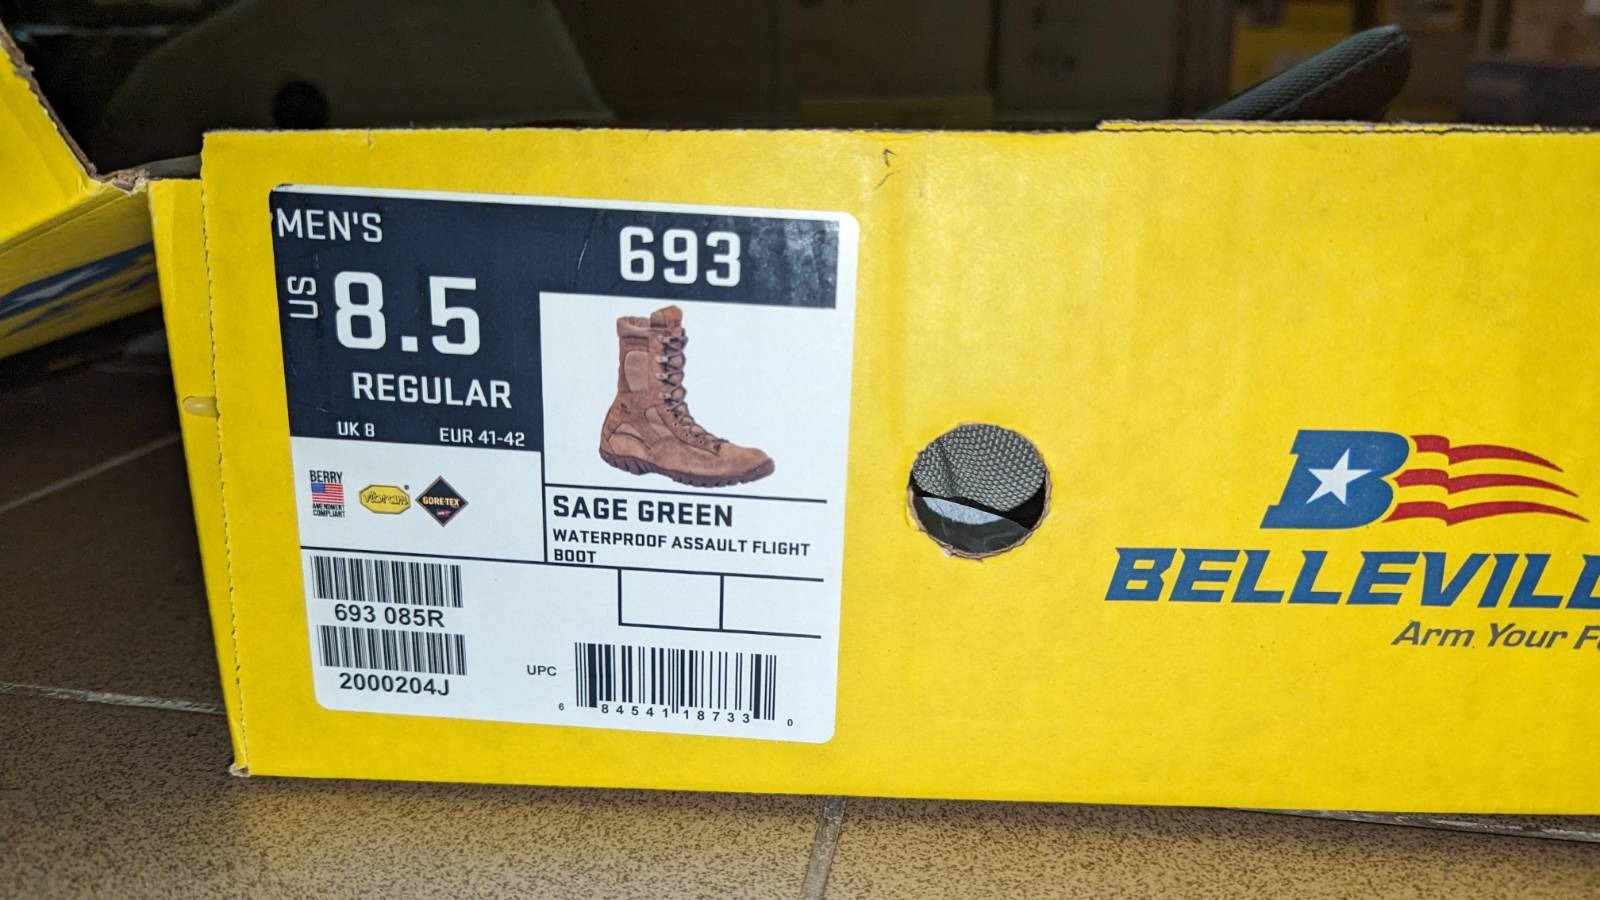 MEN'S
693
US
8.5
REGULAR
UK 8
EUR 41-42
BERRY
AMENDMENT
COMPLIANT
vibram
GORE-TEX
SAGE GREEN
WATERPROOF ASSAULT FLIGHT
BOOT
693 085R
2000204J
UPC
6 84541 18733 0
B
BELLEVILL
Arm Your F